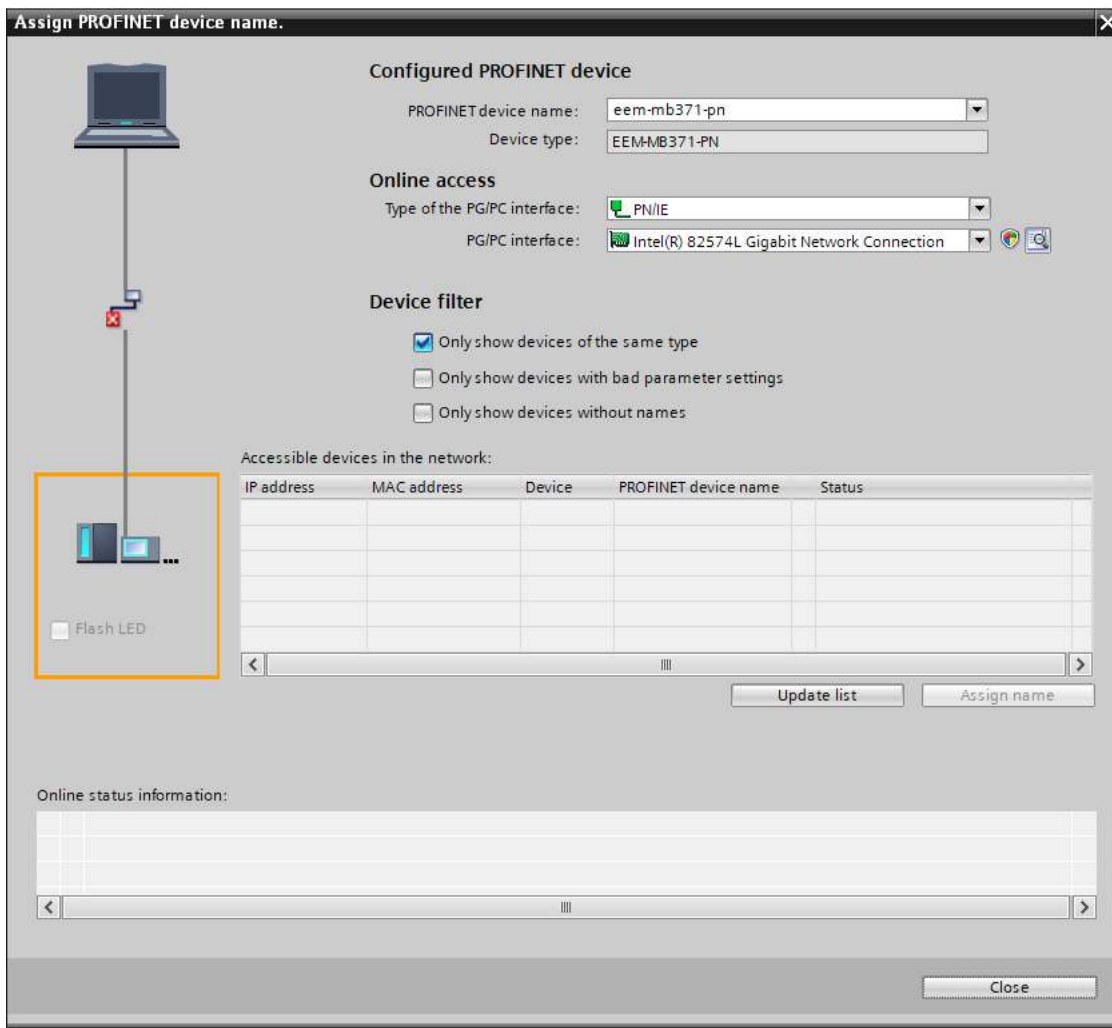 Assign PROFINET device name.
Configured PROFINET device
PROFINET device name: eem-mb371-pn
Device type: EEM-MB371-PN
Online access
Type of the PG/PC interface: PN/IE
PG/PC interface: Intel(R) 82574L Gigabit Network Connection
Device filter
Only show devices of the same type
Only show devices with bad parameter settings
Only show devices without names
Accessible devices in the network:
IP address MAC address Device PROFINET device name Status
Flash LED
Update list Assign name
Online status information:
Close